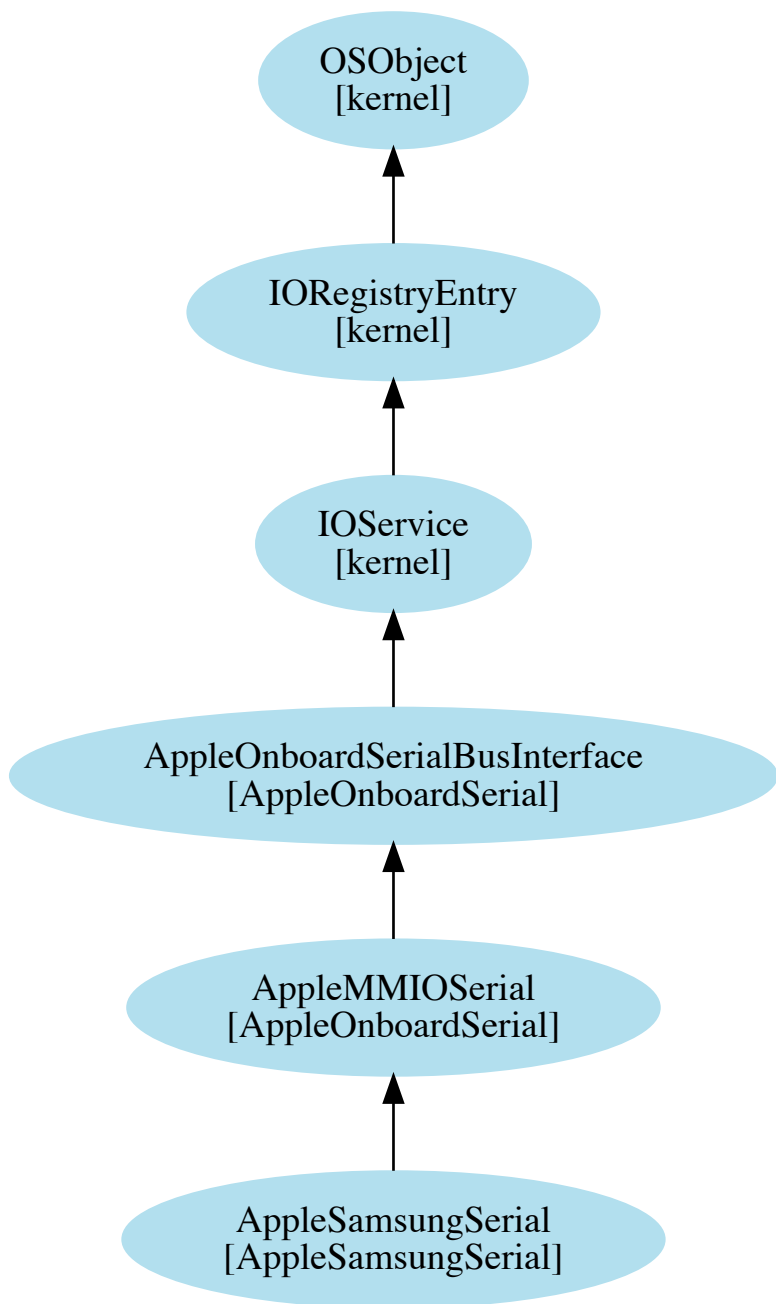 OSObject
[kernel]
IORegistryEntry
[kernel]
IOService
[kernel]
AppleOnboardSerialBusInterface
[AppleOnboardSerial]
AppleMMIOSerial
[AppleOnboardSerial]
AppleSamsungSerial
[AppleSamsungSerial]